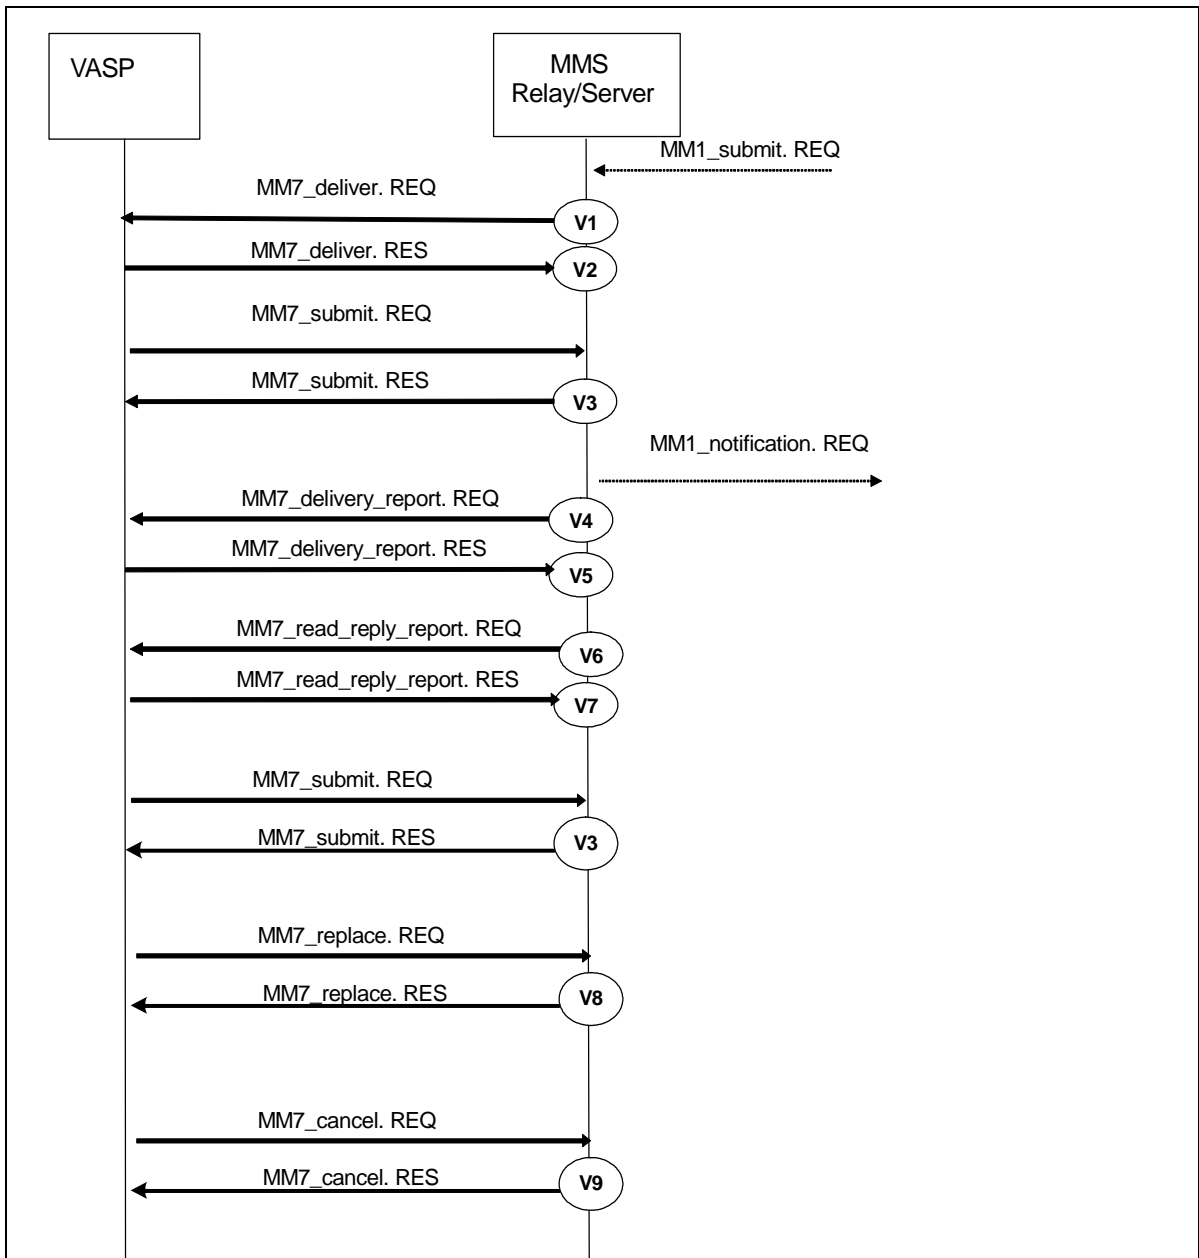 VASP
MMS
Relay/Server
MM1_submit. REQ
MM7_deliver. REQ
V1
MM7_deliver. RES
V2
MM7_submit. REQ
MM7_submit. RES
V3
MM1_notification. REQ
MM7_delivery_report. REQ
V4
MM7_delivery_report. RES
V5
MM7_read_reply_report. REQ
V6
MM7_read_reply_report. RES
V7
MM7_submit. REQ
MM7_submit. RES
V3
MM7_replace. REQ
MM7_replace. RES
V8
MM7_cancel. REQ
MM7_cancel. RES
V9